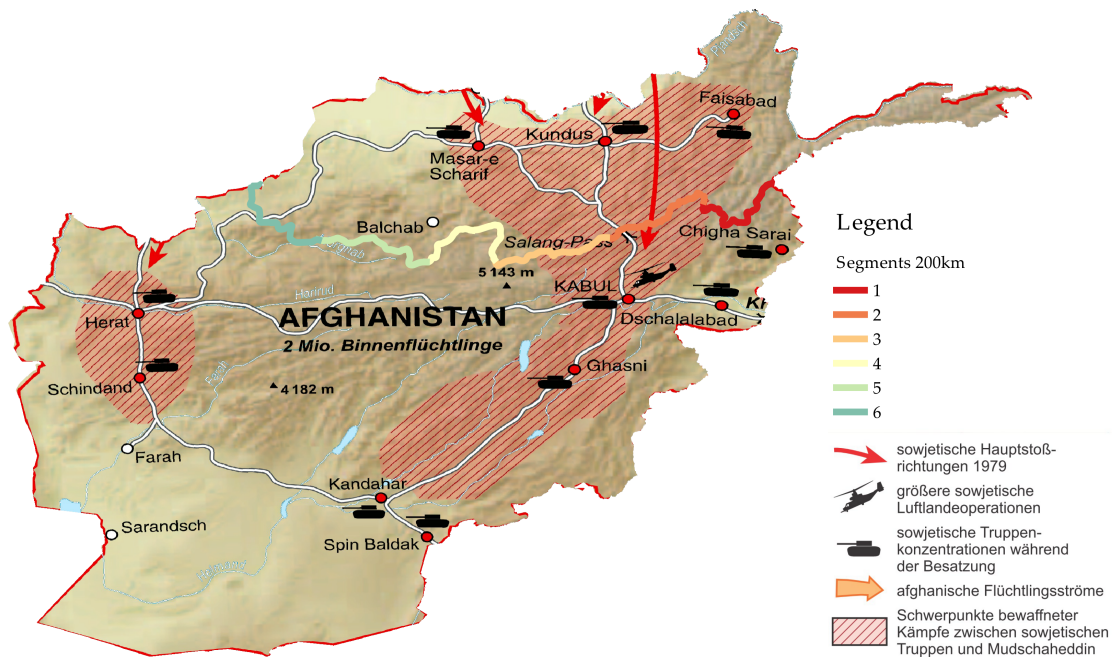 Pjandsch
Faisabad
Kundus
Masar-e
Scharif
Balchab
Salang-Pass
Chigha Sarai
Murghab
5 143 m
KABUL
Kh
Harirud
Herat
AFGHANISTAN
Dschalalabad
2 Mio. Binnenflüchtlinge
Ghasni
Schindand
4 182 m
Farah
Kandahar
Sarandsch
Spin Baldak
Legend
Segments 200km
1
2
3
4
5
6
sowjetische Hauptstoß-
richtungen 1979
größere sowjetische
Luftlandeoperationen
sowjetische Truppen-
konzentrationen während
der Besatzung
afghanische Flüchtlingsströme
Schwerpunkte bewaffneter
Kämpfe zwischen sowjetischen
Truppen und Mudschaheddin